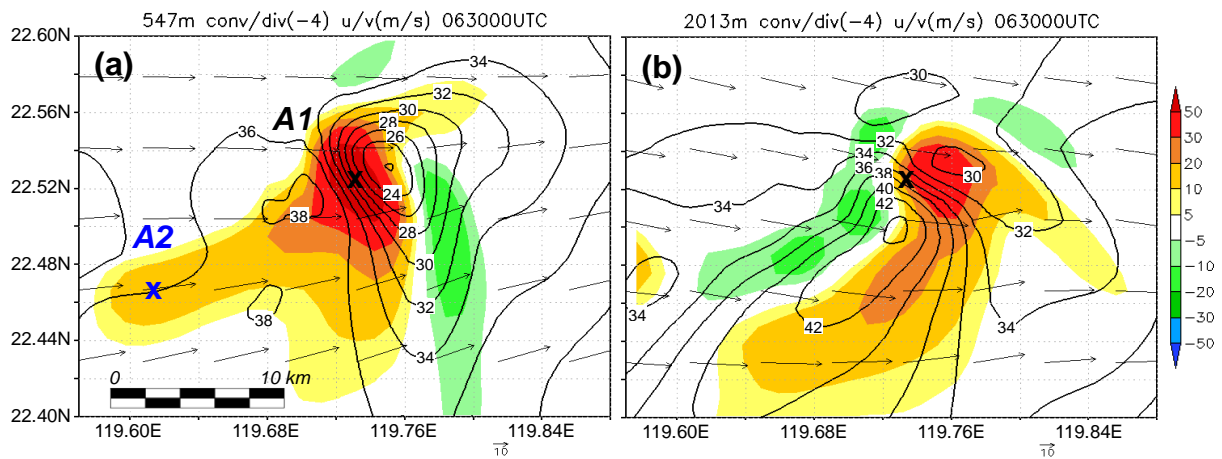 547m conv/div(-4) u/v(m/s) 063000UTC
2013m conv/div(-4) u/v(m/s) 063000UTC
22.60N
22.56N
22.52N
22.48N
22.44N
22.40N
(a)
A1
A2
x
x
34
32
30
28
26
36
24
38
28
30
38
32
34
0 10 km
119.60E 119.68E 119.76E 119.84E
10
(b)
30
32
34
36
38
40
42
30
34
32
34
42
34
x
119.60E 119.68E 119.76E 119.84E
10
50
30
20
10
5
-5
-10
-20
-30
-50